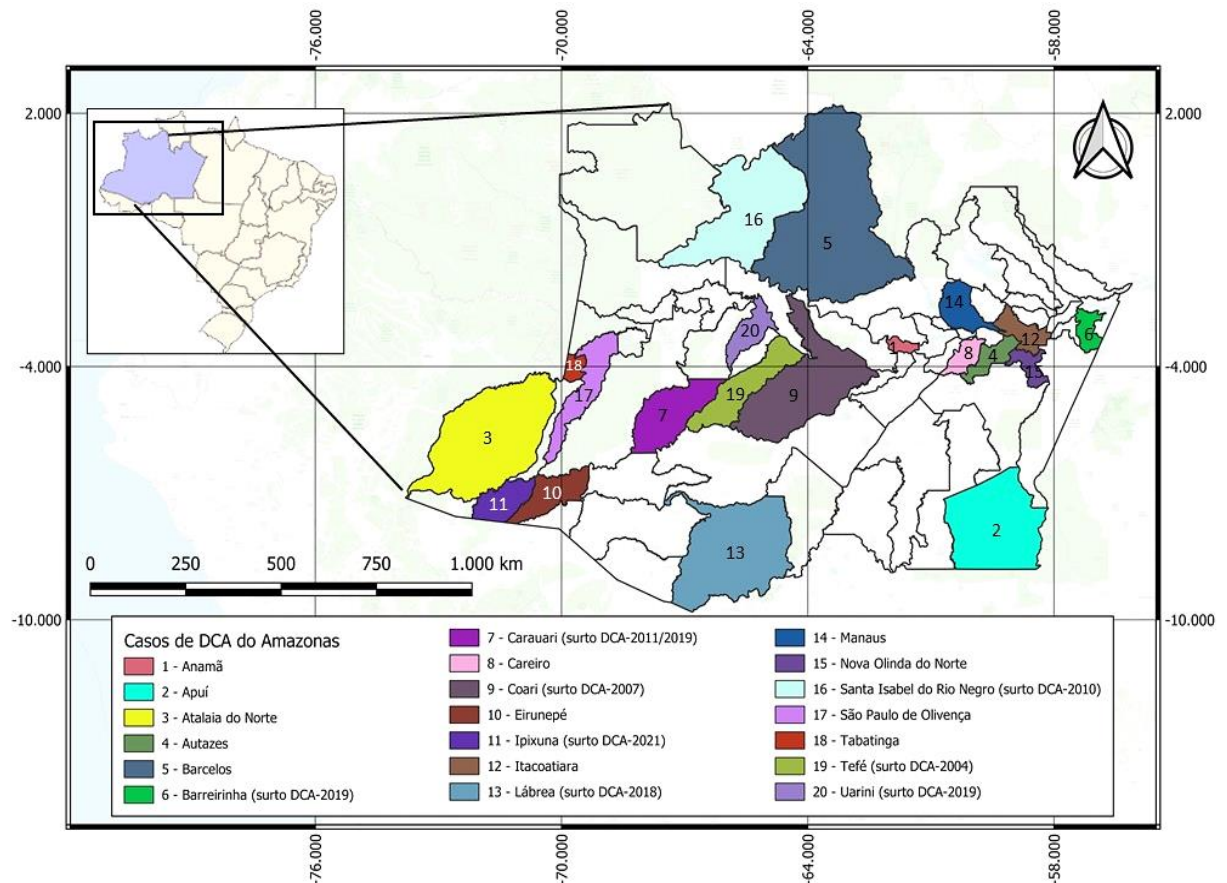 -76.000
-70.000
-64.000
-58.000
2.000
2.000
16
5
14
6
12
1
20
8
4
15
18
-4.000
-4.000
17
19
9
7
3
10
11
2
13
0 250 500 750 1.000 km
-10.000
-10.000
Casos de DCA do Amazonas
1 - Anamã
2 - Apuí
3 - Atalaia do Norte
4 - Autazes
5 - Barcelos
6 - Barreirinha (surto DCA-2019)
7 - Carauari (surto DCA-2011/2019)
8 - Careiro
9 - Coari (surto DCA-2007)
10 - Eirunepé
11 - Ipixuna (surto DCA-2021)
12 - Itacoatiara
13 - Lábrea (surto DCA-2018)
14 - Manaus
15 - Nova Olinda do Norte
16 - Santa Isabel do Rio Negro (surto DCA-2010)
17 - São Paulo de Olivença
18 - Tabatinga
19 - Tefé (surto DCA-2004)
20 - Uarini (surto DCA-2019)
-76.000
-70.000
-64.000
-58.000